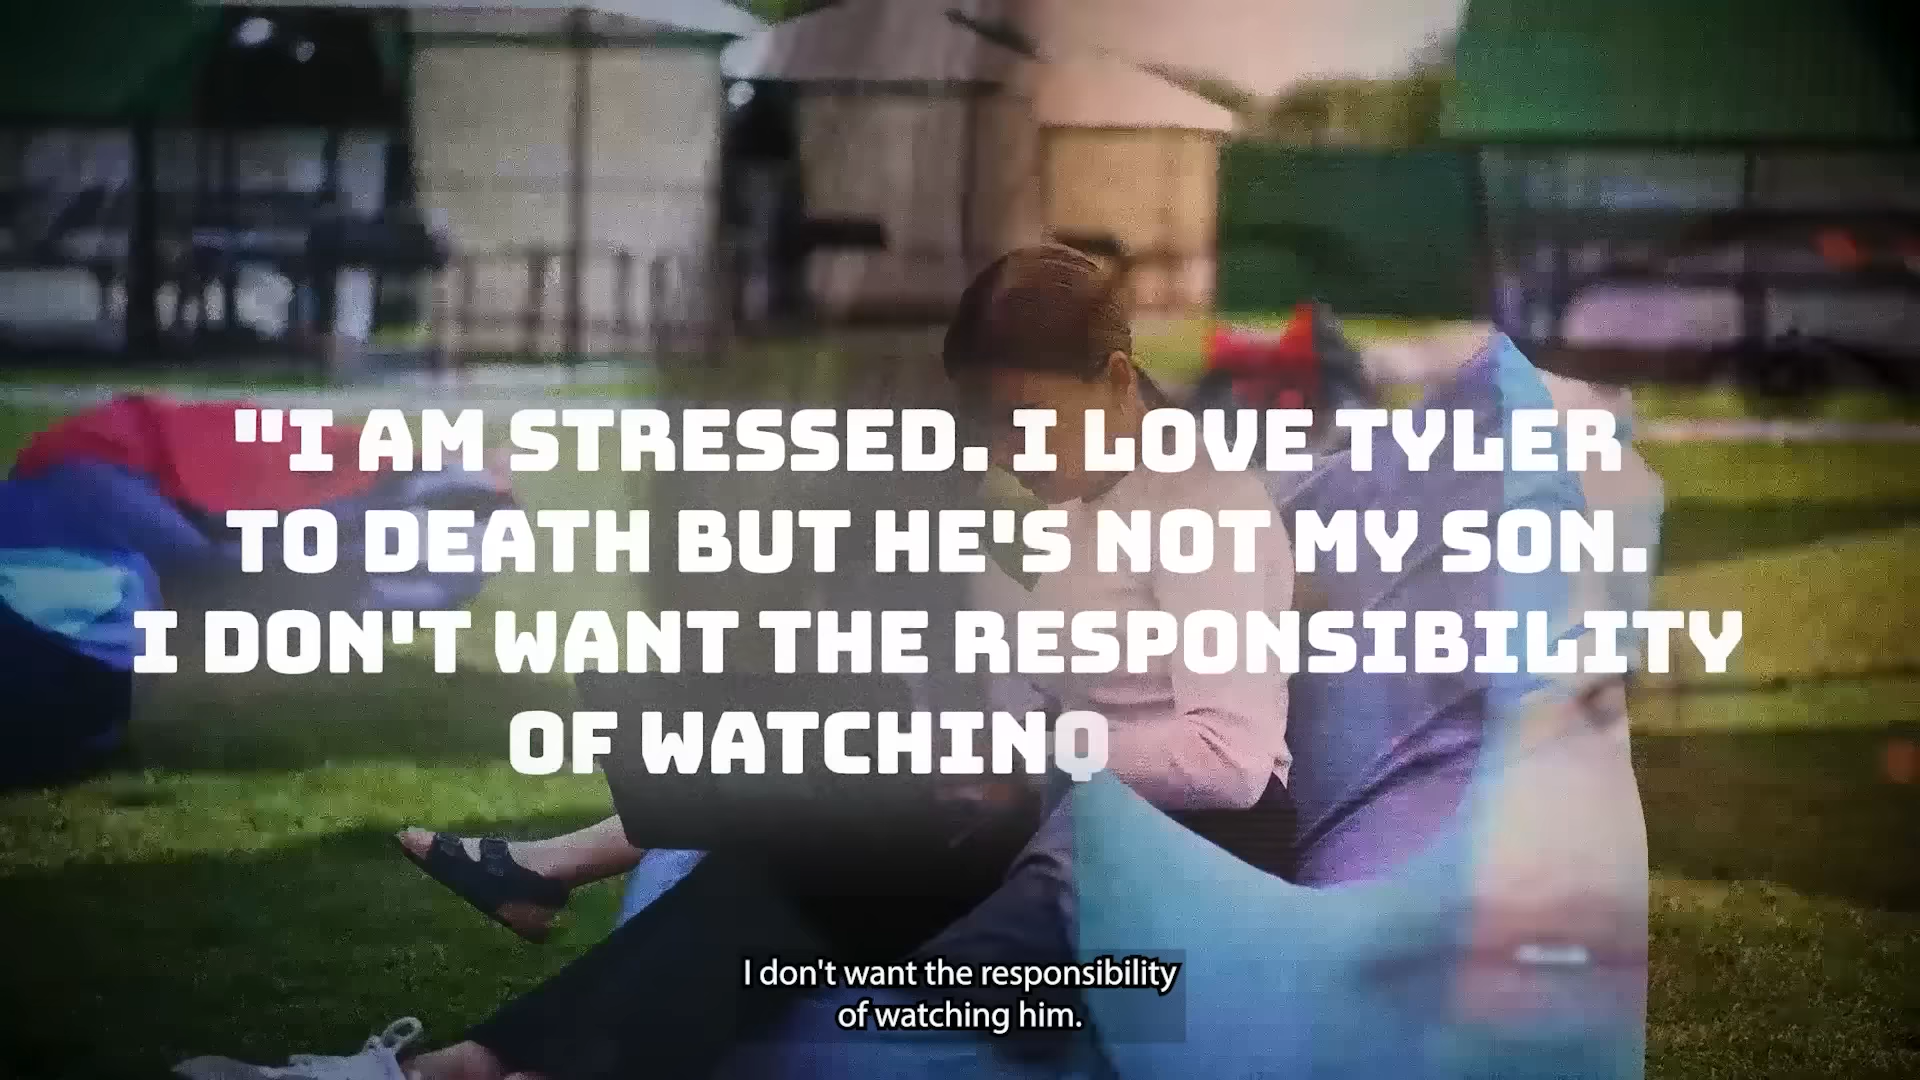 "I AM STRESSED. I LOVE TYLER
TO DEATH BUT HE'S NOT MY SON.
I DON'T WANT THE RESPONSIBILITY
OF WATCHING
I don't want the responsibility
of watching him.